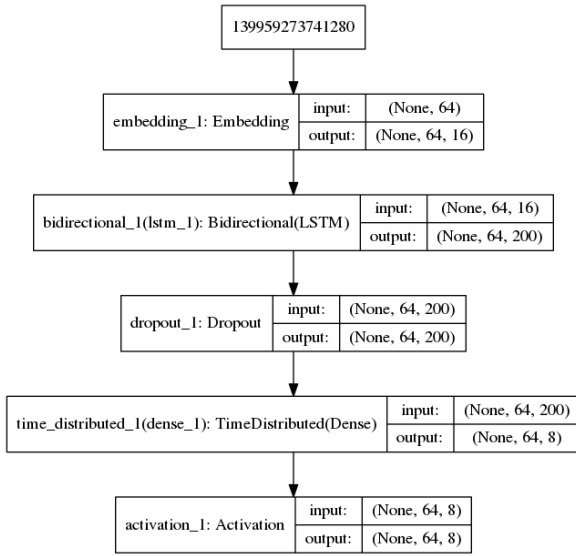 139959273741280
embedding_1: Embedding
input:
(None, 64)
output:
(None, 64, 16)
bidirectional_1(lstm_1): Bidirectional(LSTM)
input:
(None, 64, 16)
output:
(None, 64, 200)
dropout_1: Dropout
input:
(None, 64, 200)
output:
(None, 64, 200)
time_distributed_1(dense_1): TimeDistributed(Dense)
input:
(None, 64, 200)
output:
(None, 64, 8)
activation_1: Activation
input:
(None, 64, 8)
output:
(None, 64, 8)